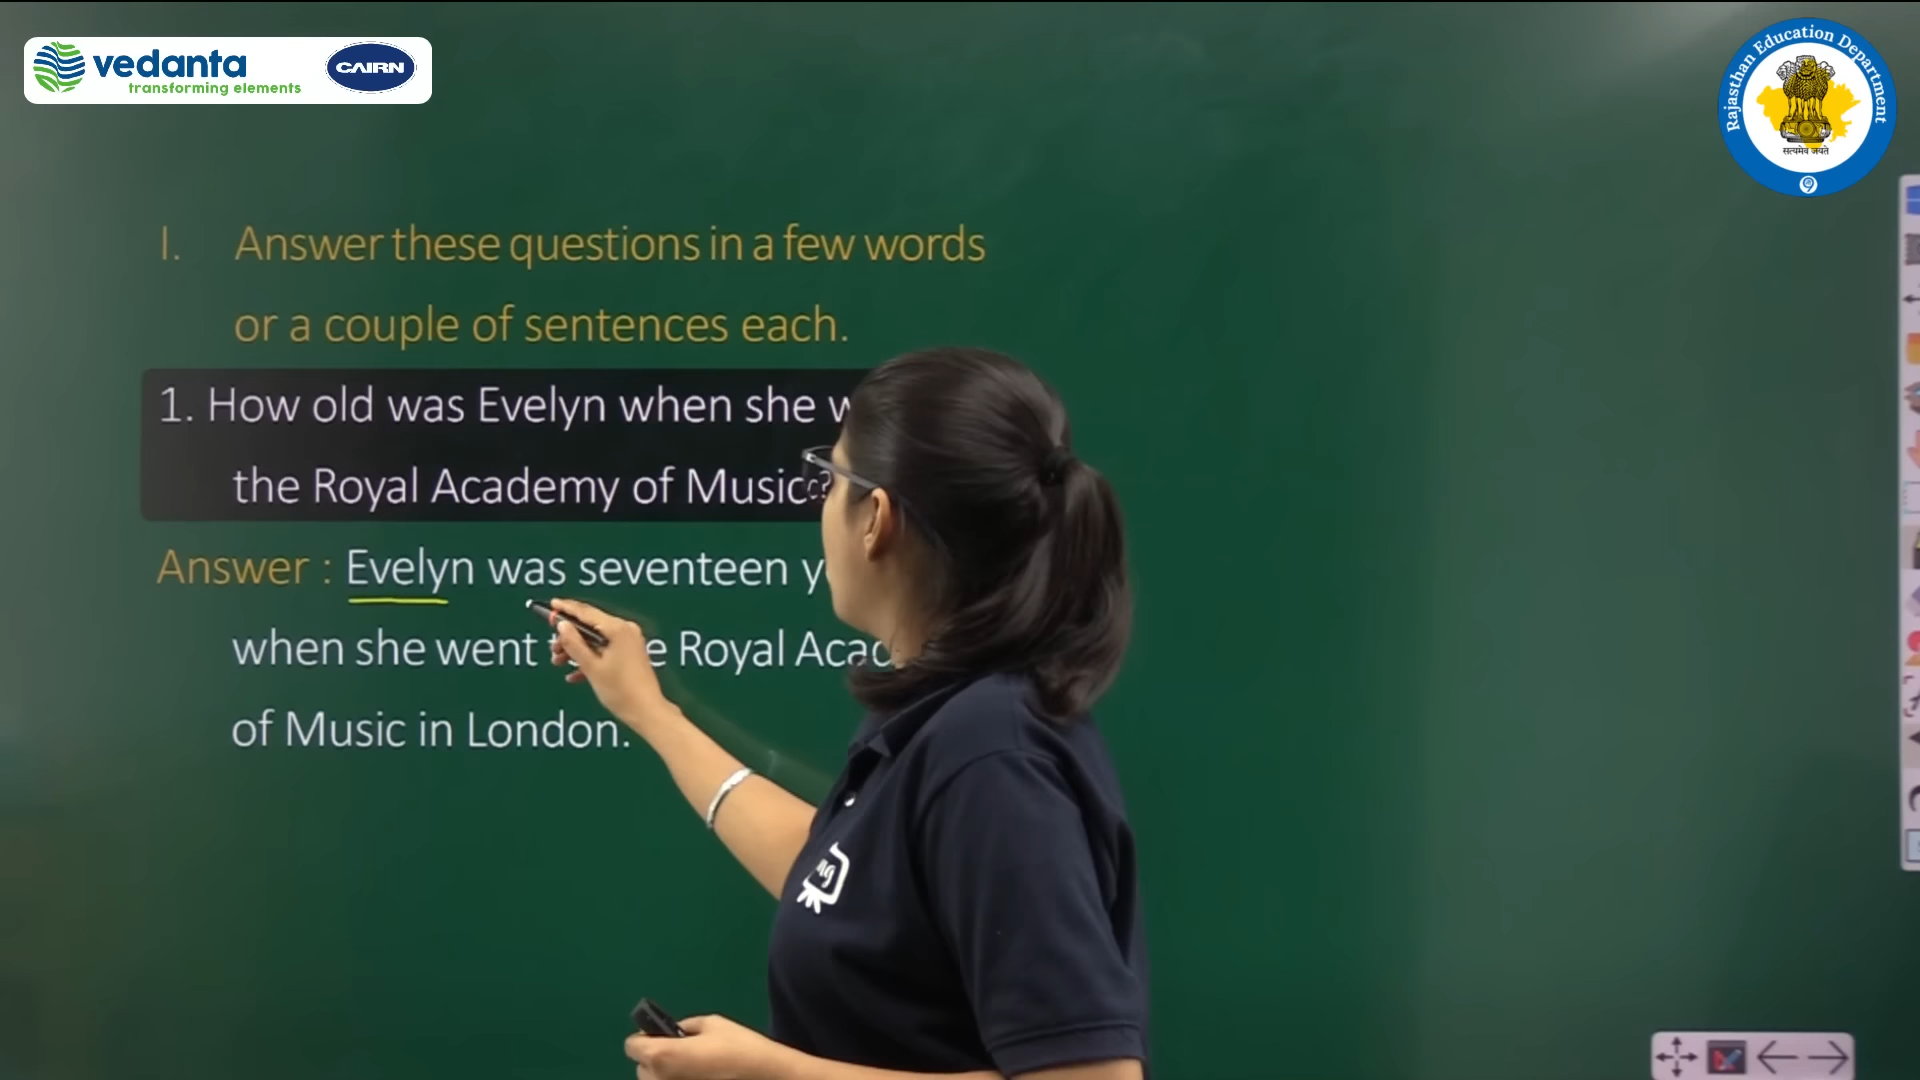 vedanta
transforming elements
CAIRN
Rajasthan Education Department
सत्यमेव जयते
I. Answer these questions in a few words
or a couple of sentences each.
1. How old was Evelyn when she
the Royal Academy of Music?
Answer : Evelyn was seventeen
when she went Royal
of Music in London.